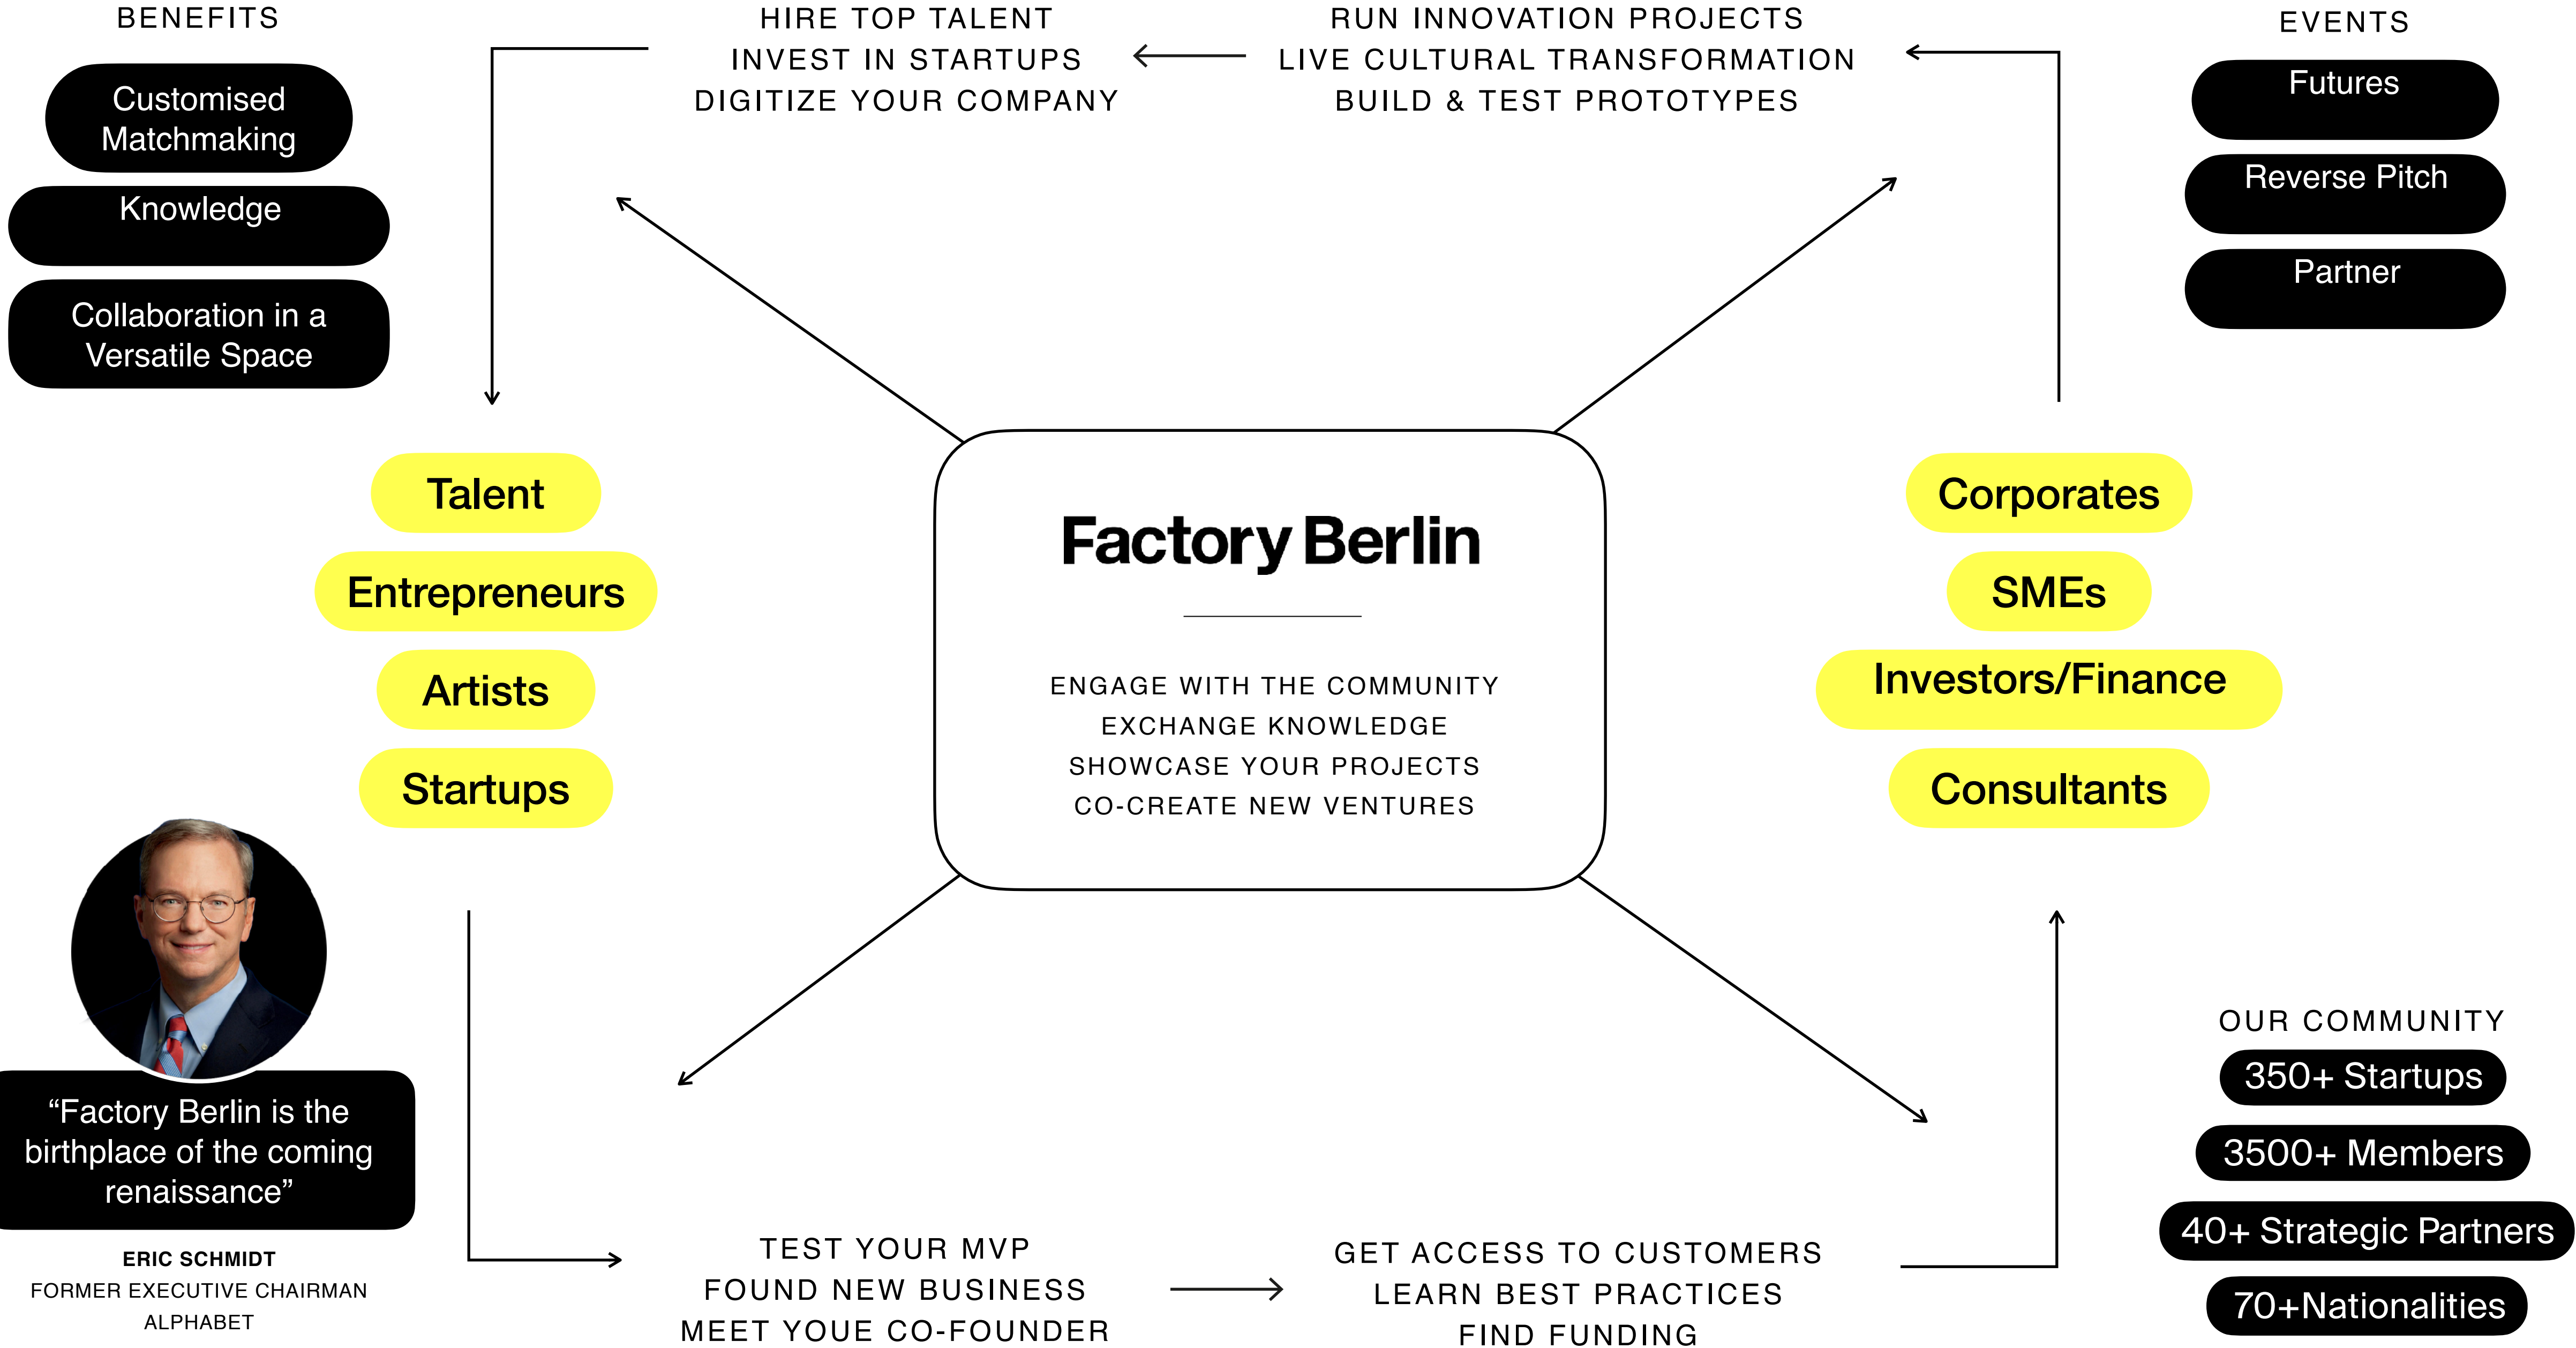 BENEFITS
Customised
Matchmaking
Knowledge
Collaboration in a
Versatile Space
HIRE TOP TALENT
INVEST IN STARTUPS
DIGITIZE YOUR COMPANY
RUN INNOVATION PROJECTS
LIVE CULTURAL TRANSFORMATION
BUILD & TEST PROTOTYPES
EVENTS
Futures
Reverse Pitch
Partner
Talent
Entrepreneurs
Artists
Startups
Factory Berlin
ENGAGE WITH THE COMMUNITY
EXCHANGE KNOWLEDGE
SHOWCASE YOUR PROJECTS
CO-CREATE NEW VENTURES
Corporates
SMEs
Investors/Finance
Consultants
“Factory Berlin is the
birthplace of the coming
renaissance”
ERIC SCHMIDT
FORMER EXECUTIVE CHAIRMAN
ALPHABET
TEST YOUR MVP
FOUND NEW BUSINESS
MEET YOUE CO-FOUNDER
GET ACCESS TO CUSTOMERS
LEARN BEST PRACTICES
FIND FUNDING
OUR COMMUNITY
350+ Startups
3500+ Members
40+ Strategic Partners
70+Nationalities